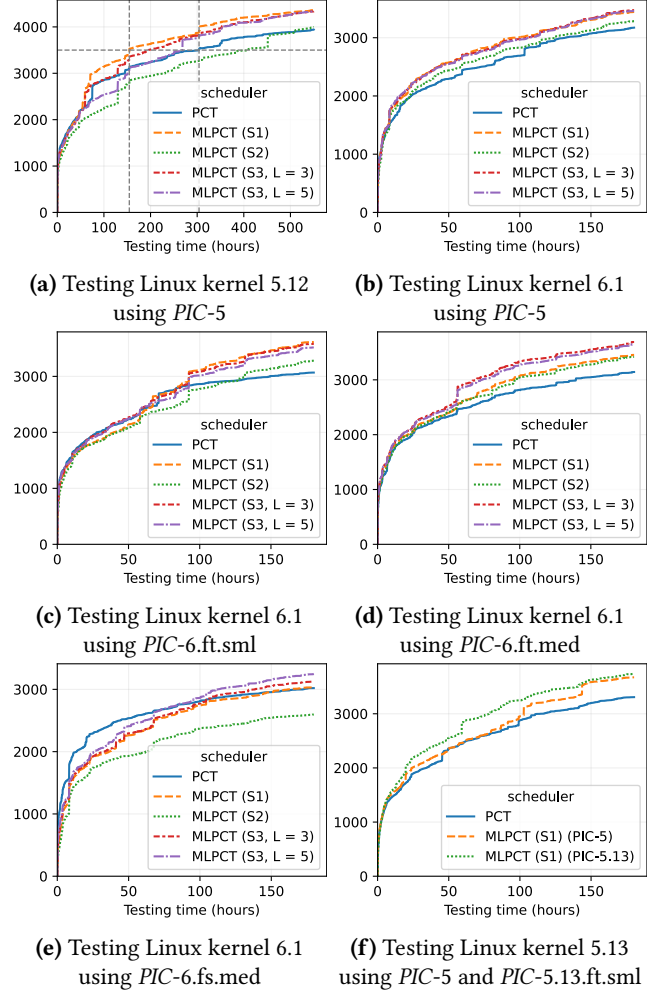 4000
3000
2000
1000
0
0 100 200 300 400 500
Testing time (hours)
scheduler
PCT
MLPCT (S1)
MLPCT (S2)
MLPCT (S3, L = 3)
MLPCT (S3, L = 5)
(a) Testing Linux kernel 5.12
using PIC-5
4000
3000
2000
1000
0
0 50 100 150
Testing time (hours)
scheduler
PCT
MLPCT (S1)
MLPCT (S2)
MLPCT (S3, L = 3)
MLPCT (S3, L = 5)
(b) Testing Linux kernel 6.1
using PIC-5
3000
2000
1000
0
0 50 100 150
Testing time (hours)
scheduler
PCT
MLPCT (S1)
MLPCT (S2)
MLPCT (S3, L = 3)
MLPCT (S3, L = 5)
(c) Testing Linux kernel 6.1
using PIC-6.ft.sml
3000
2000
1000
0
0 50 100 150
Testing time (hours)
scheduler
PCT
MLPCT (S1)
MLPCT (S2)
MLPCT (S3, L = 3)
MLPCT (S3, L = 5)
(d) Testing Linux kernel 6.1
using PIC-6.ft.med
3000
2000
1000
0
0 50 100 150
Testing time (hours)
scheduler
PCT
MLPCT (S1)
MLPCT (S2)
MLPCT (S3, L = 3)
MLPCT (S3, L = 5)
(e) Testing Linux kernel 6.1
using PIC-6.fs.med
3000
2000
1000
0
0 50 100 150
Testing time (hours)
scheduler
PCT
MLPCT (S1) (PIC-5)
MLPCT (S1) (PIC-5.13)
(f) Testing Linux kernel 5.13
using PIC-5 and PIC-5.13.ft.sml